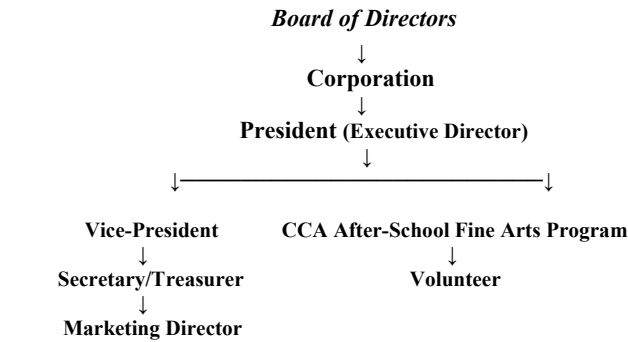 Board of Directors
↓
Corporation
↓
President (Executive Director)
↓
↓ ↓
Vice-President CCA After-School Fine Arts Program
↓ ↓
Secretary/Treasurer Volunteer
↓
Marketing Director